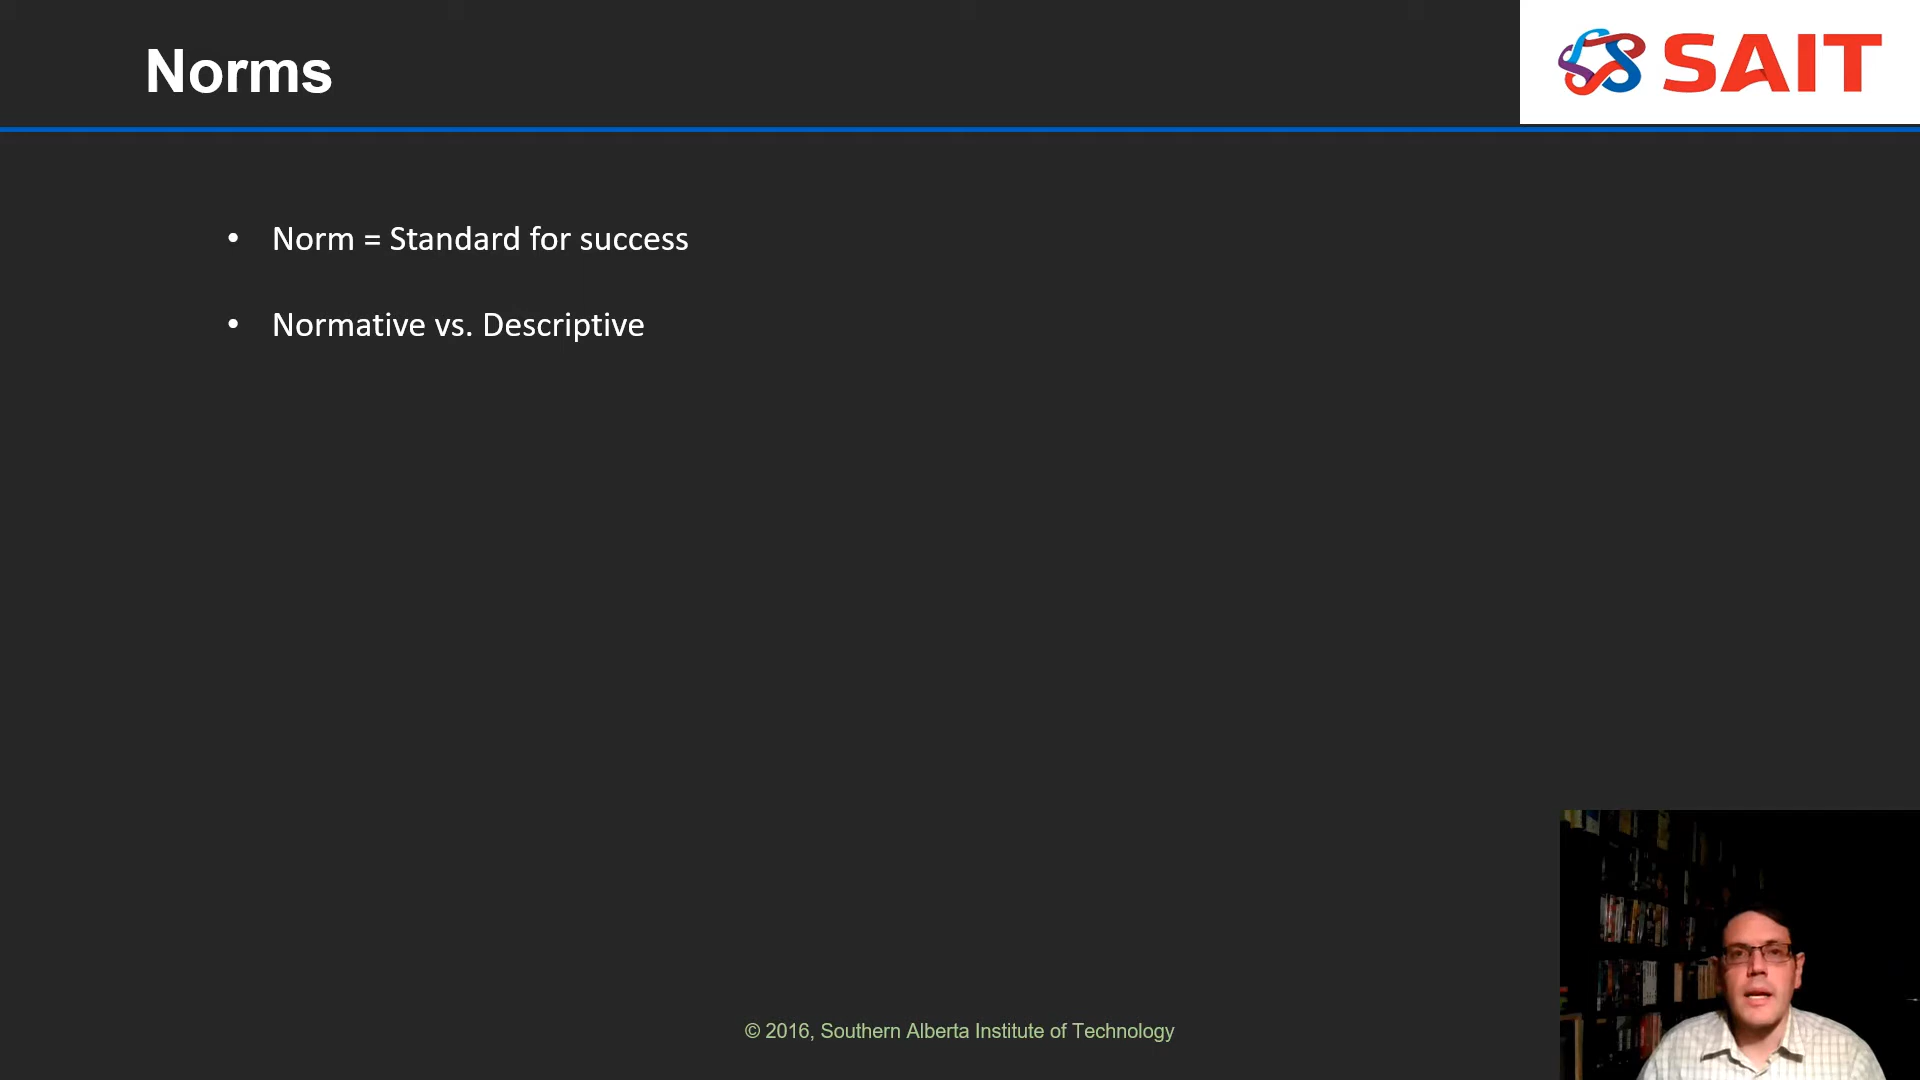 Norms
SAIT
• Norm = Standard for success
• Normative vs. Descriptive
© 2016, Southern Alberta Institute of Technology